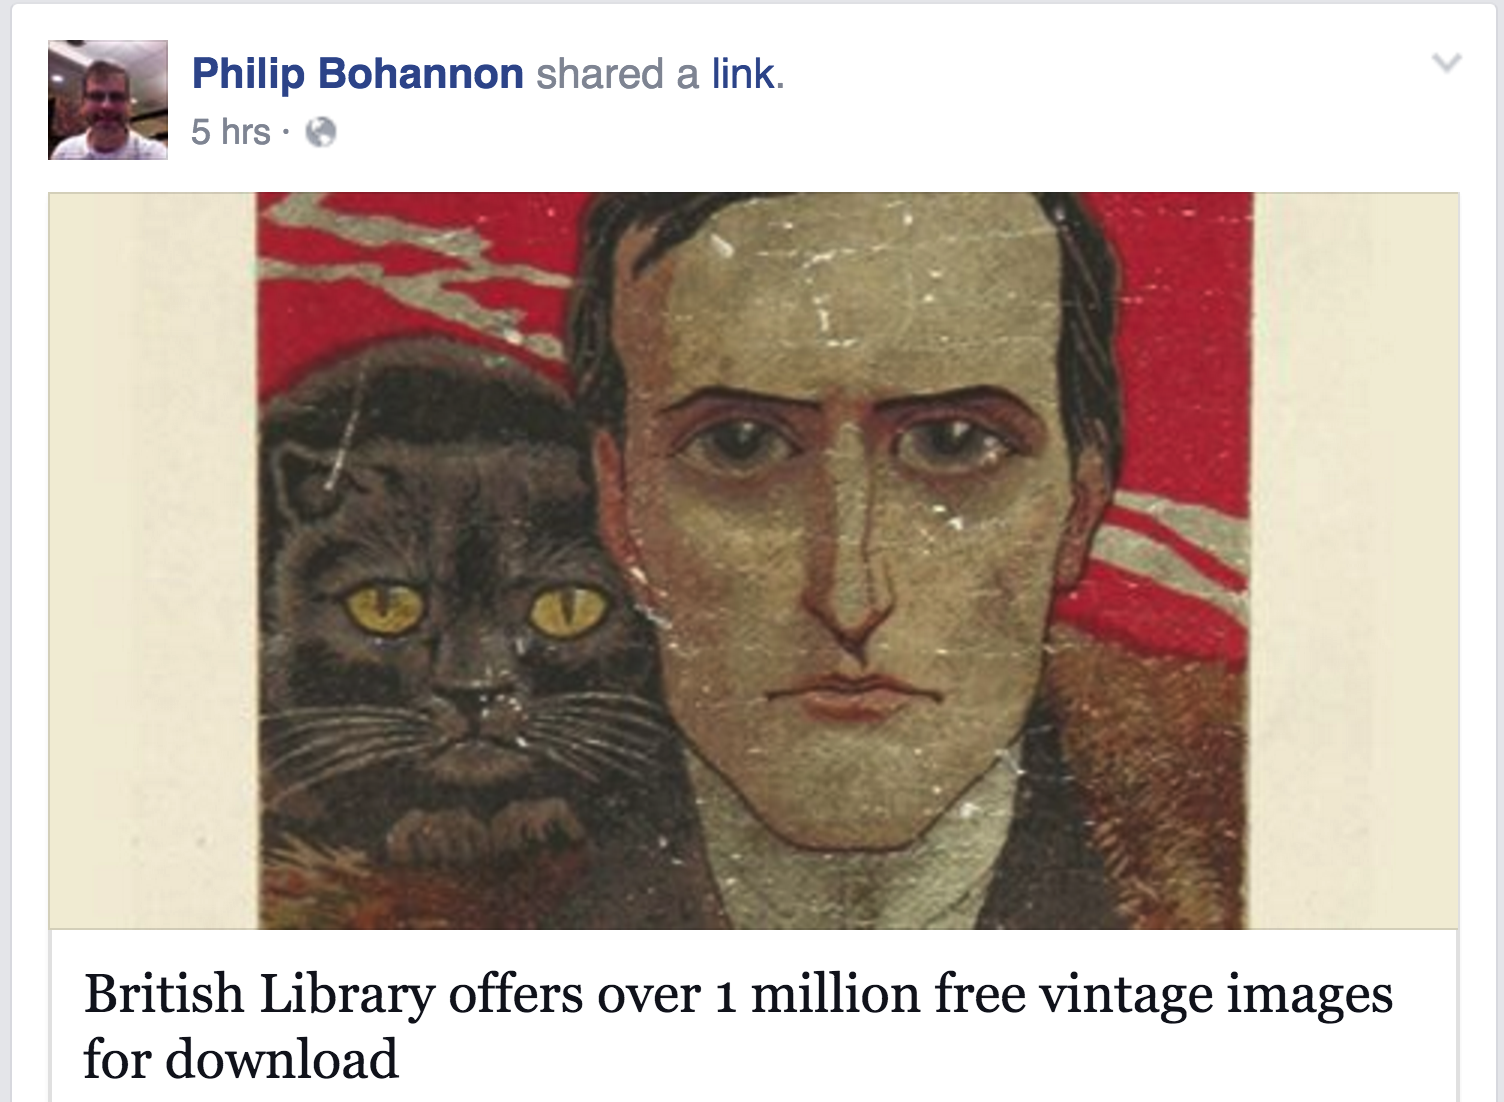 Philip Bohannon shared a link.
5 hrs ·
British Library offers over 1 million free vintage images
for download